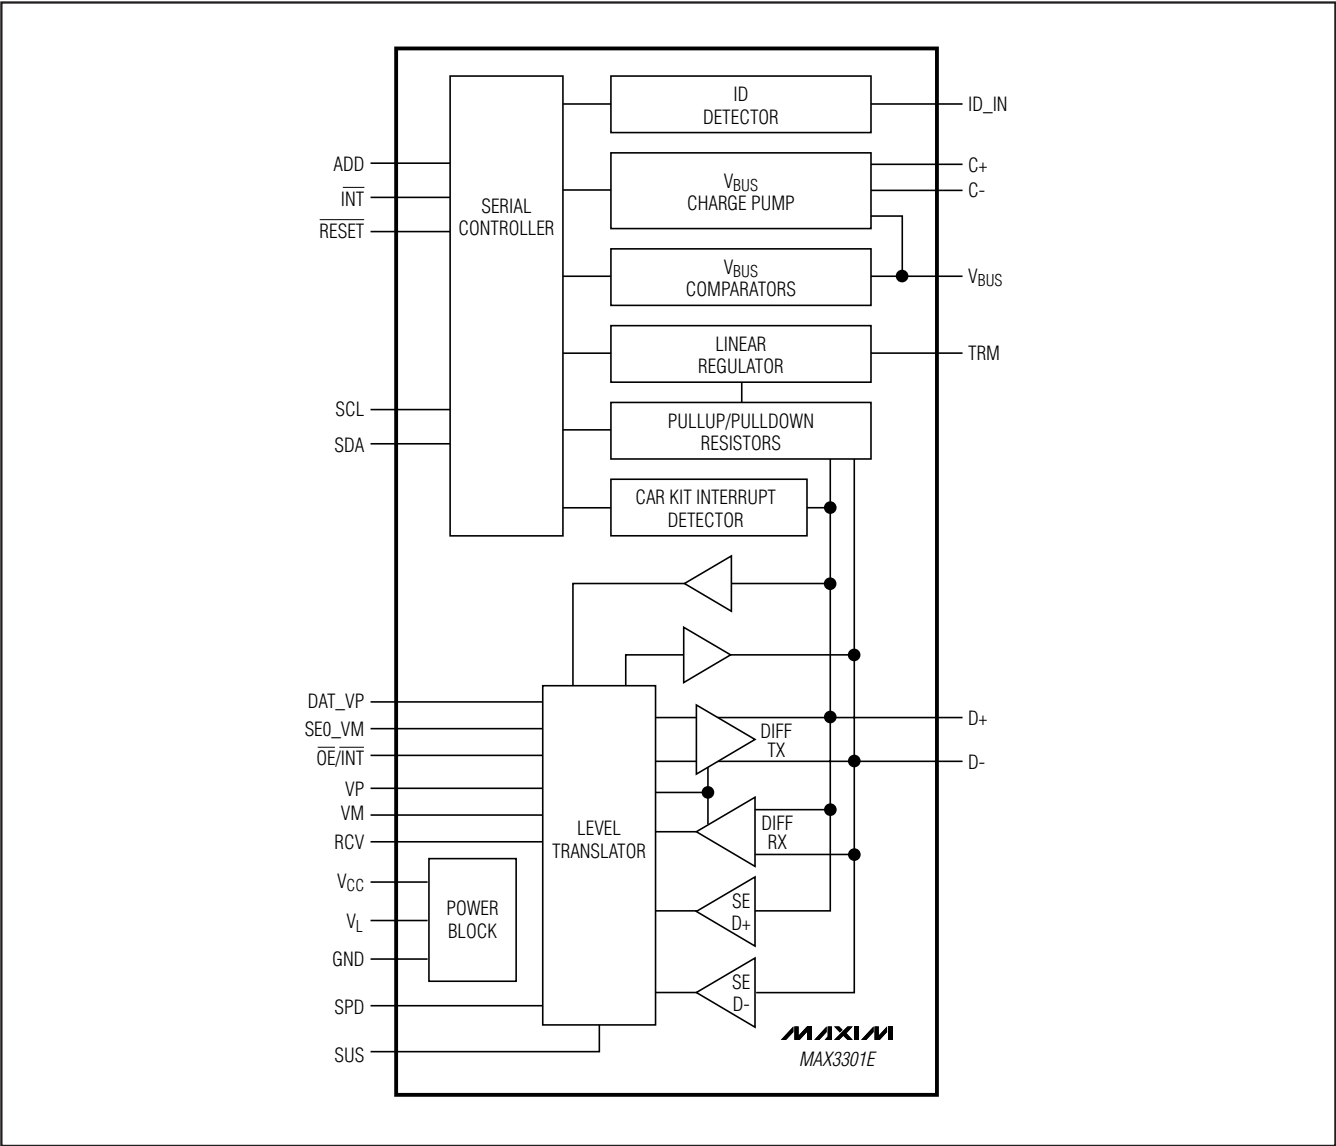 ID
DETECTOR
ID_IN
ADD
INT
RESET
SERIAL
CONTROLLER
VBUS
CHARGE PUMP
C+
C-
VBUS
COMPARATORS
VBUS
LINEAR
REGULATOR
TRM
SCL
SDA
PULLUP/PULLDOWN
RESISTORS
CAR KIT INTERRUPT
DETECTOR
DAT_VP
SE0_VM
OE/INT
VP
VM
RCV
LEVEL
TRANSLATOR
DIFF
TX
D+
D-
DIFF
RX
VCC
VL
GND
POWER
BLOCK
SE
D+
SE
D-
SPD
SUS
MAXIM
MAX3301E